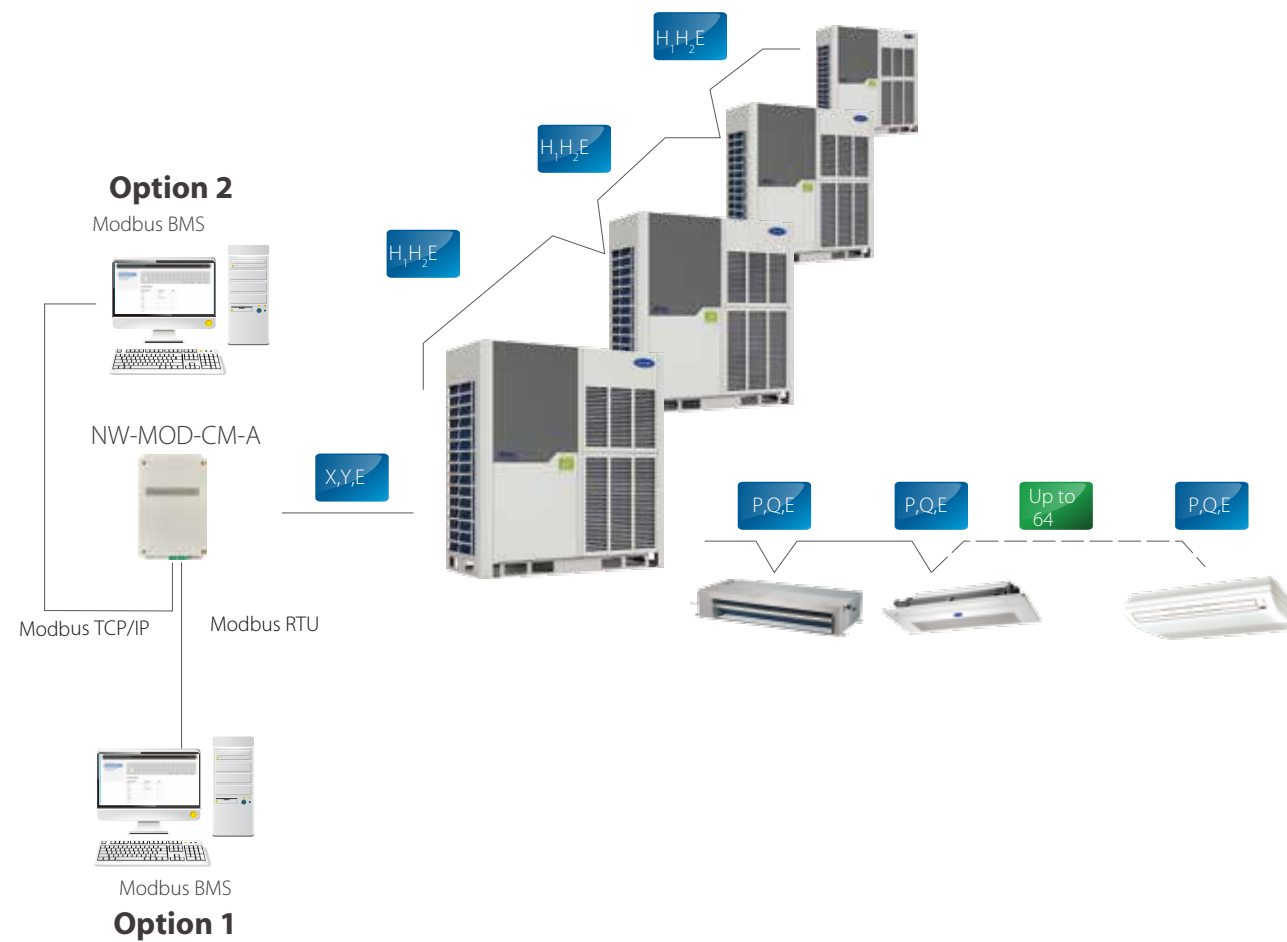 H₁H₂E
H₁H₂E
Option 2
Modbus BMS
H₁H₂E
NW-MOD-CM-A
X,Y,E
P,Q,E
P,Q,E
Up to
64
P,Q,E
Modbus TCP/IP
Modbus RTU
Modbus BMS
Option 1